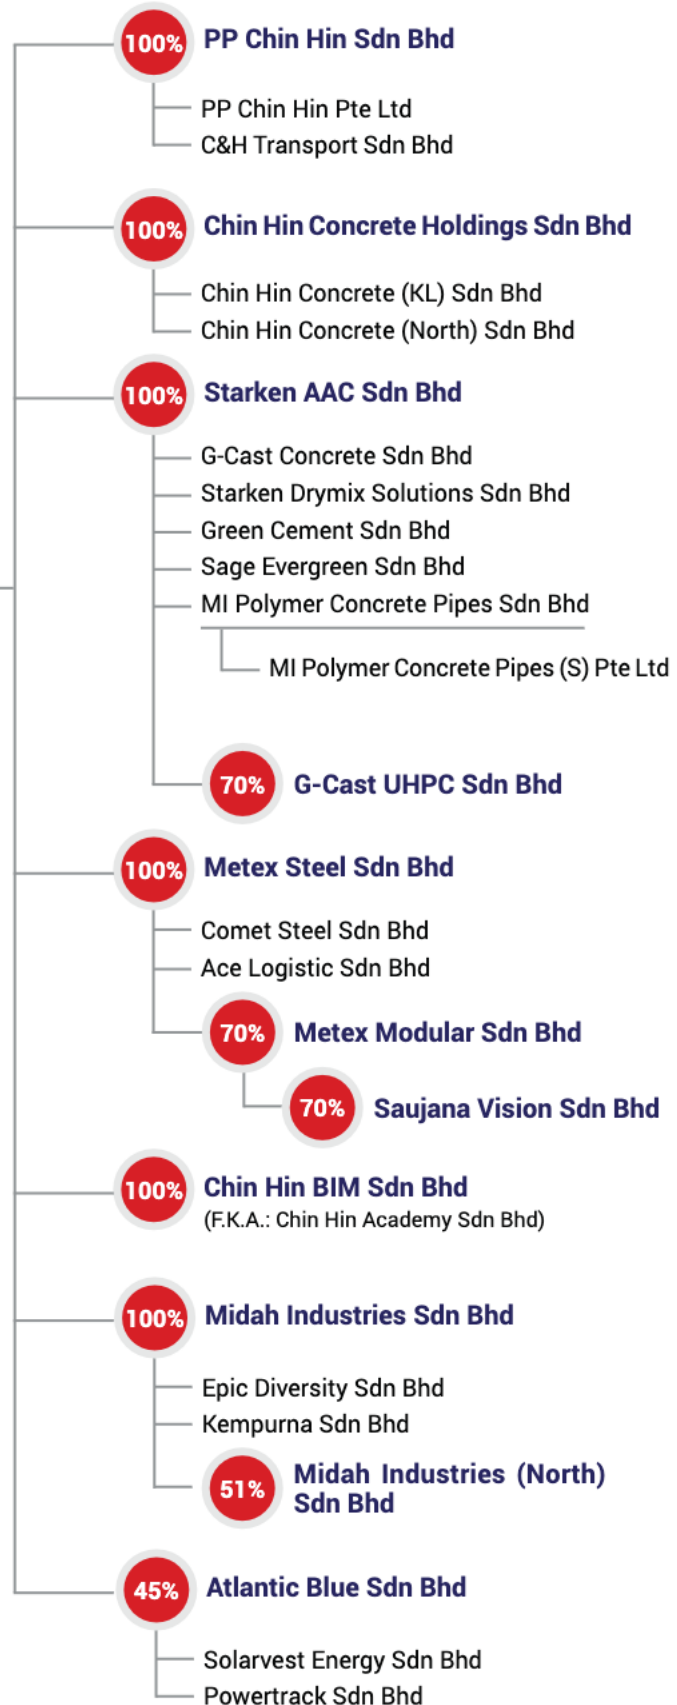 100% PP Chin Hin Sdn Bhd
PP Chin Hin Pte Ltd
C&H Transport Sdn Bhd
100% Chin Hin Concrete Holdings Sdn Bhd
Chin Hin Concrete (KL) Sdn Bhd
Chin Hin Concrete (North) Sdn Bhd
100% Starken AAC Sdn Bhd
G-Cast Concrete Sdn Bhd
Starken Drymix Solutions Sdn Bhd
Green Cement Sdn Bhd
Sage Evergreen Sdn Bhd
MI Polymer Concrete Pipes Sdn Bhd
MI Polymer Concrete Pipes (S) Pte Ltd
70% G-Cast UHPC Sdn Bhd
100% Metex Steel Sdn Bhd
Comet Steel Sdn Bhd
Ace Logistic Sdn Bhd
70% Metex Modular Sdn Bhd
70% Saujana Vision Sdn Bhd
100% Chin Hin BIM Sdn Bhd
(F.K.A.: Chin Hin Academy Sdn Bhd)
100% Midah Industries Sdn Bhd
Epic Diversity Sdn Bhd
Kempurna Sdn Bhd
51% Midah Industries (North)
Sdn Bhd
45% Atlantic Blue Sdn Bhd
Solarvest Energy Sdn Bhd
Powertrack Sdn Bhd